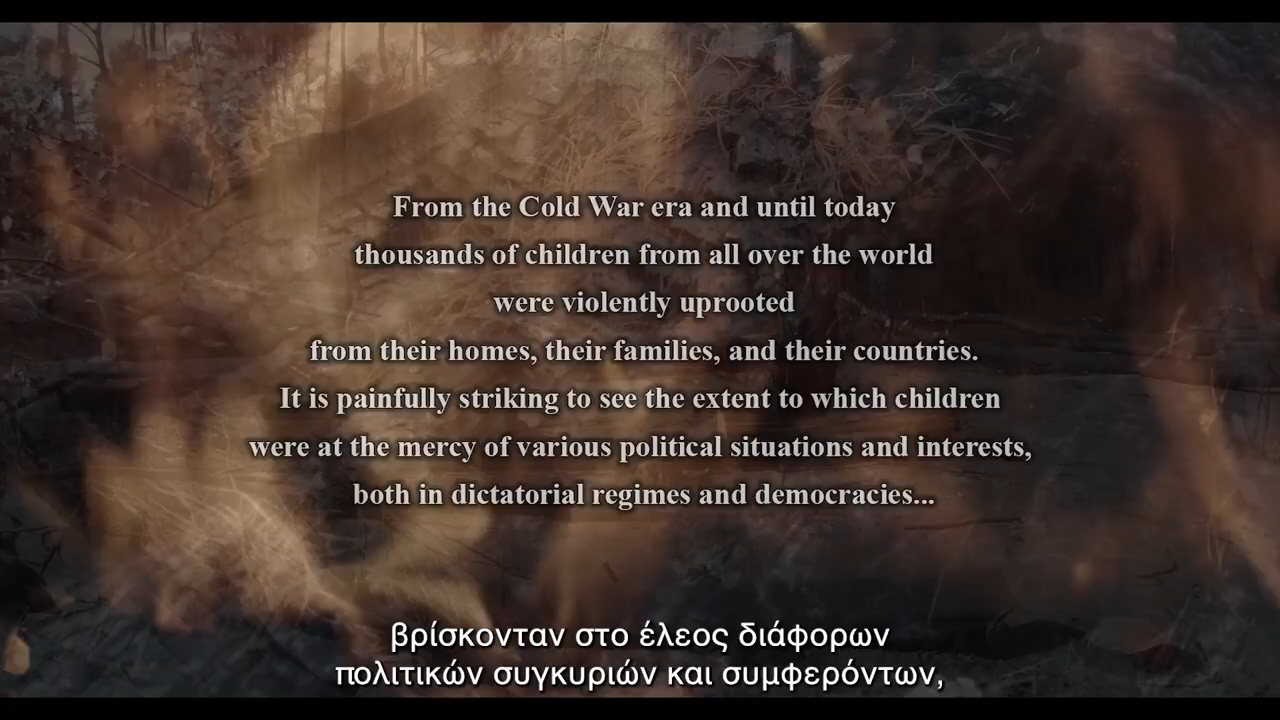 From the Cold War era and until today
thousands of children from all over the world
were violently uprooted
from their homes, their families, and their countries.
It is painfully striking to see the extent to which children
were at the mercy of various political situations and interests,
both in dictatorial regimes and democracies...
βρίσκονταν στο έλεος διάφορων
πολιτικών συγκυριών και συμφερόντων,